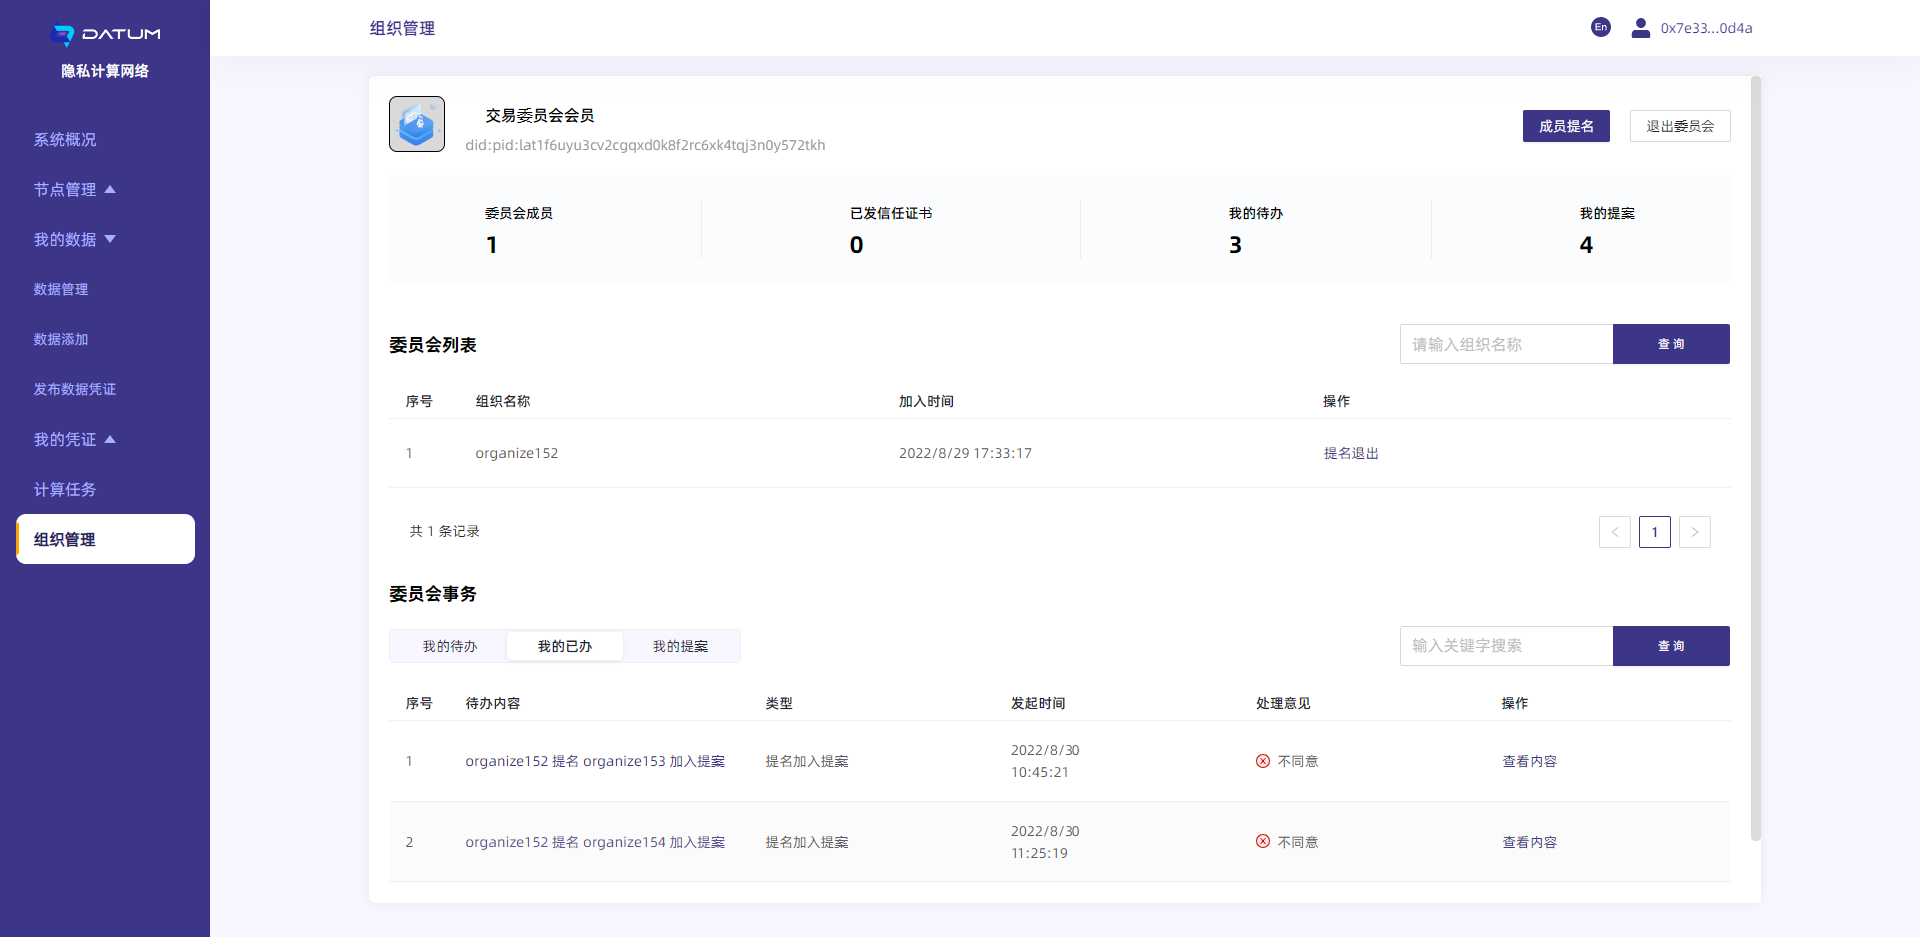 DATUM
隐私计算网络
系统概况
节点管理
我的数据
数据管理
数据添加
发布数据凭证
我的凭证
计算任务
组织管理
组织管理
En
0x7e33...0d4a
交易委员会会员
did:pid:lat1f6uyu3cv2cgqxd0k8f2rc6xk4tqj3n0y572tkh
成员提名
退出委员会
委员会成员 已发信任证书 我的待办 我的提案
1 0 3 4
委员会列表
请输入组织名称 查 询
序号 组织名称 加入时间 操作
1 organize152 2022/8/29 17:33:17 提名退出
共 1 条记录
< 1 >
委员会事务
我的待办 我的已办 我的提案
输入关键字搜索 查 询
序号 待办内容 类型 发起时间 处理意见 操作
1 organize152 提名 organize153 加入提案 提名加入提案 2022/8/30 10:45:21 不同意 查看内容
2 organize152 提名 organize154 加入提案 提名加入提案 2022/8/30 11:25:19 不同意 查看内容